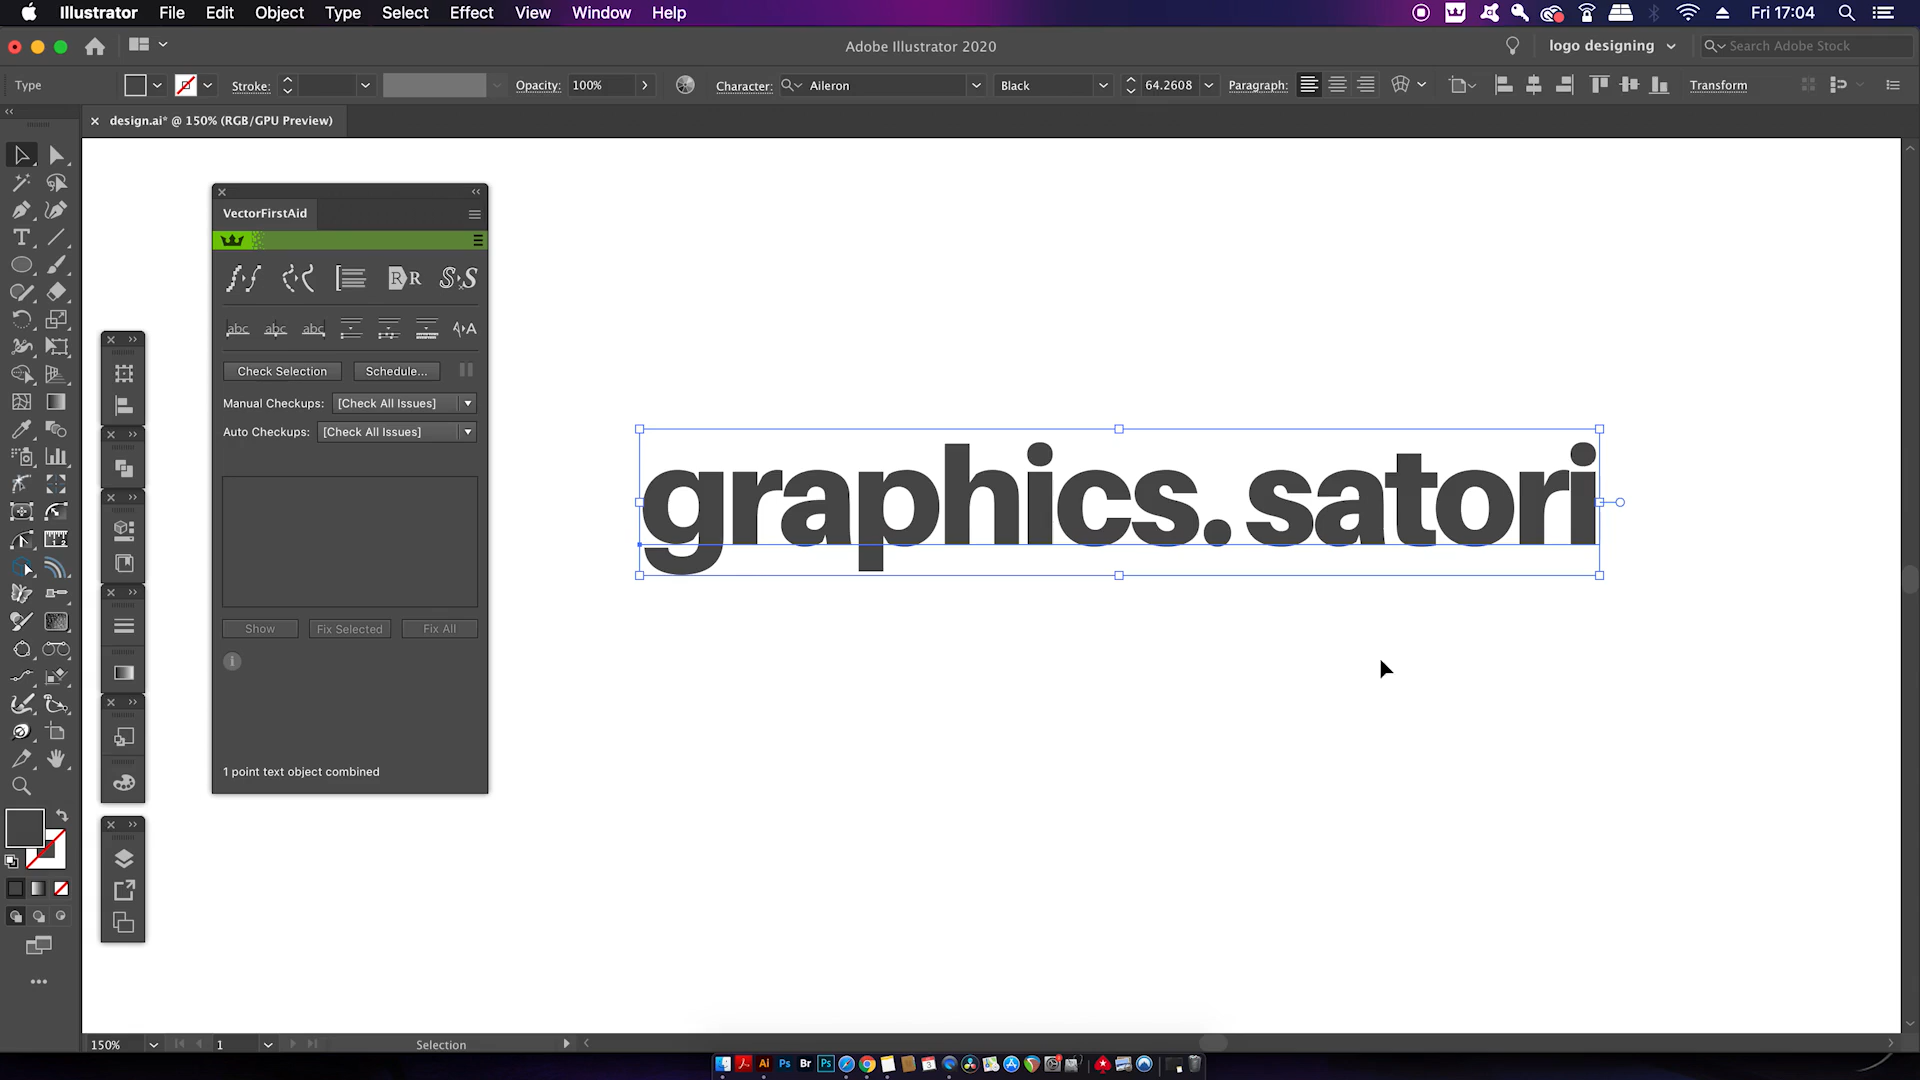 Illustrator File Edit Object Type Select Effect View Window Help Fri 17:04
Adobe Illustrator 2020 logo designing Search Adobe Stock
Type Stroke: Opacity: 100% Character: Aileron Black 64.2608 Paragraph: Transform
design.ai* @ 150% (RGB/GPU Preview)
VectorFirstAid
abc abc abc
Check Selection Schedule...
Manual Checkups: [Check All Issues]
Auto Checkups: [Check All Issues]
graphics.satori
Show Fix Selected Fix All
1 point text object combined
150% 1 Selection